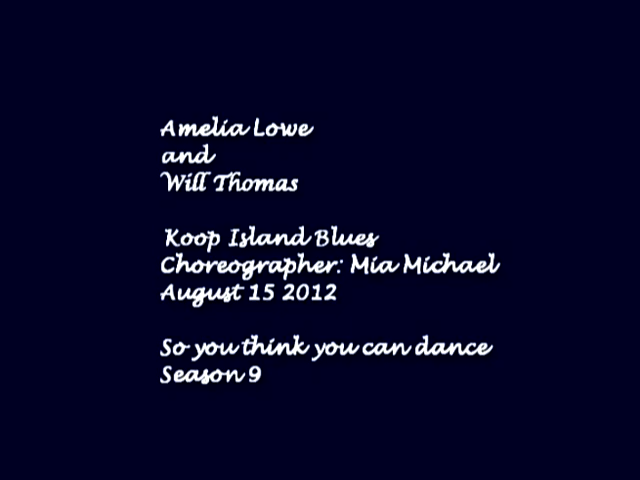 Amelia Lowe
and
Will Thomas
Koop Island Blues
Choreographer: Mia Michael
August 15 2012
So you think you can dance
Season 9